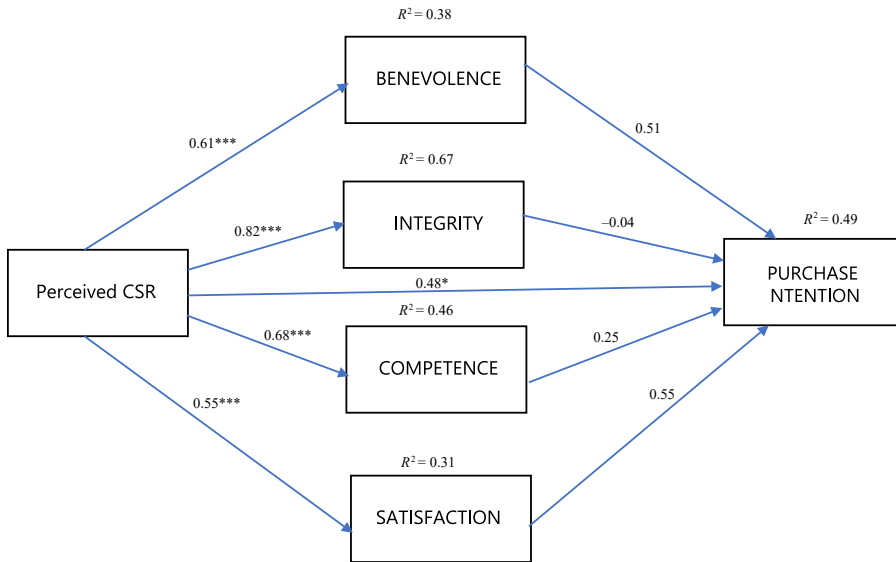 R² = 0.38
BENEVOLENCE
0.61***
0.51
R² = 0.67
INTEGRITY
0.82***
–0.04
R² = 0.49
Perceived CSR
0.48*
PURCHASE
NTENTION
R² = 0.46
0.68***
COMPETENCE
0.25
0.55***
0.55
R² = 0.31
SATISFACTION